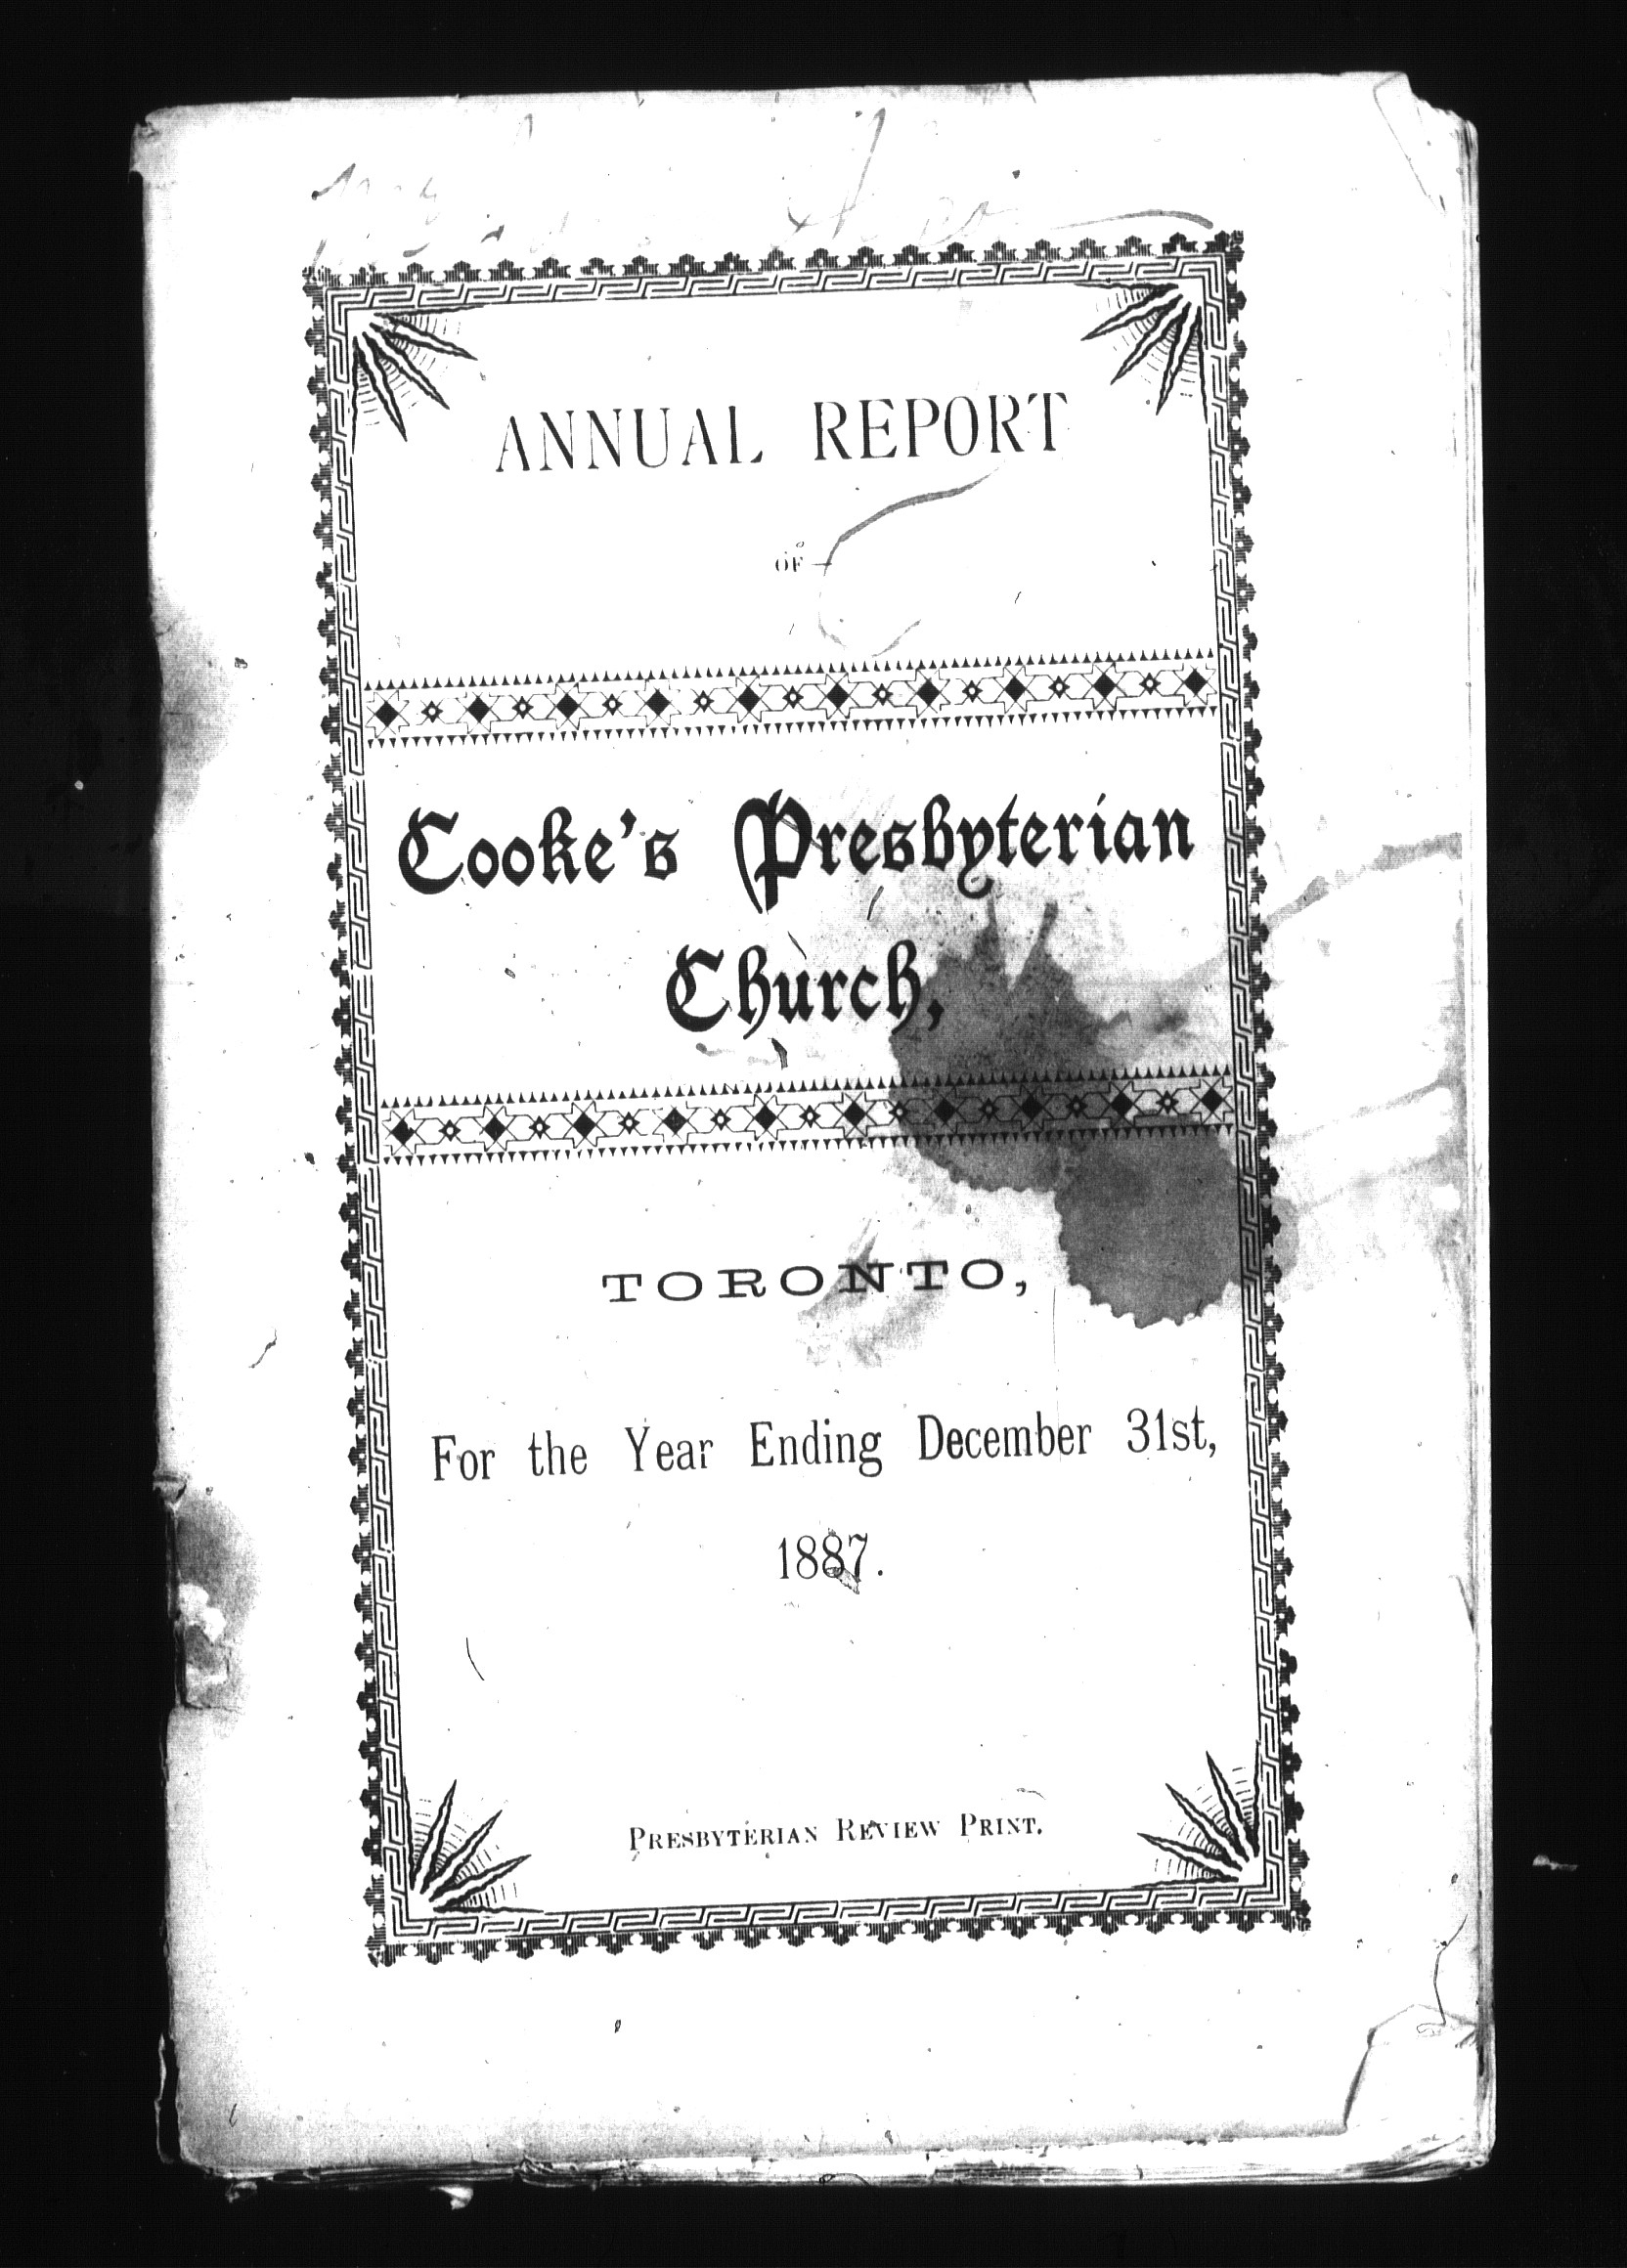 ANNUAL REPORT
OF
Cooke's Presbyterian
Church,
TORONTO,
For the Year Ending December 31st,
1887.
PRESBYTERIAN REVIEW PRINT.